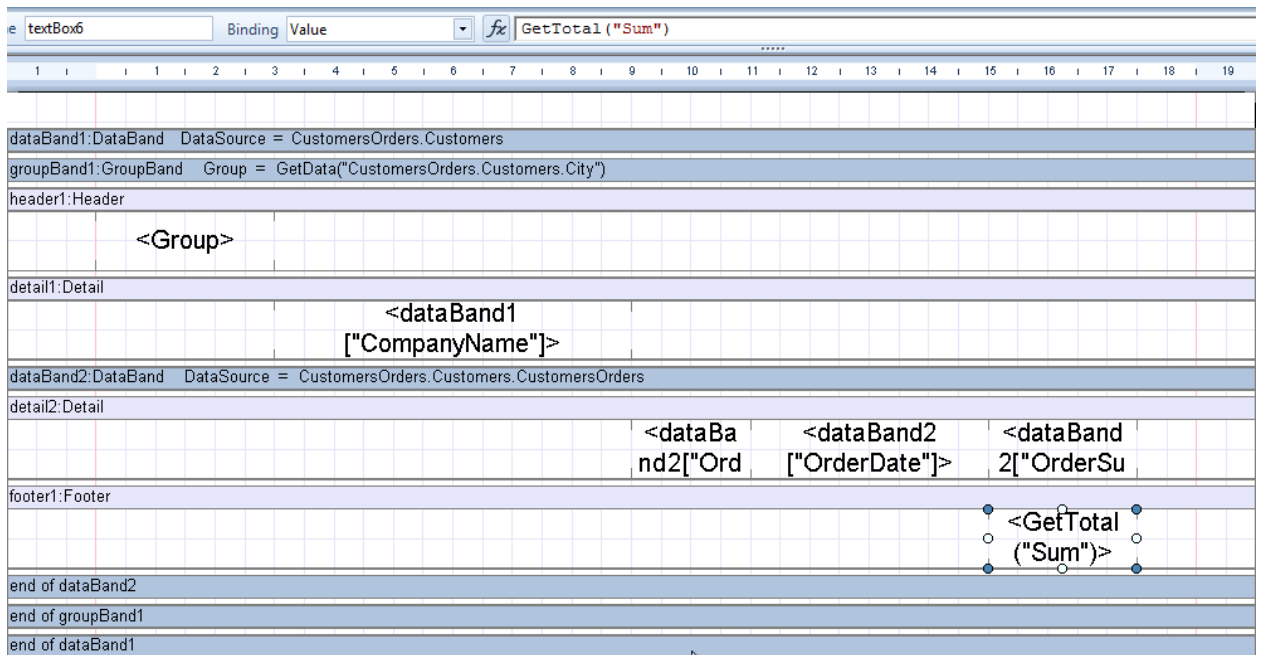 e textBox6 Binding Value fx GetTotal("Sum")
1 1 2 3 4 5 6 7 8 9 10 11 12 13 14 15 16 17 18 19
dataBand1:DataBand DataSource = CustomersOrders.Customers
groupBand1:GroupBand Group = GetData("CustomersOrders.Customers.City")
header1:Header
<Group>
detail1:Detail
<dataBand1
["CompanyName"]>
dataBand2:DataBand DataSource = CustomersOrders.Customers.CustomersOrders
detail2:Detail
<dataBa <dataBand2 <dataBand
nd2["Ord ["OrderDate"]> 2["OrderSu
footer1:Footer
<GetTotal
("Sum")>
end of dataBand2
end of groupBand1
end of dataBand1